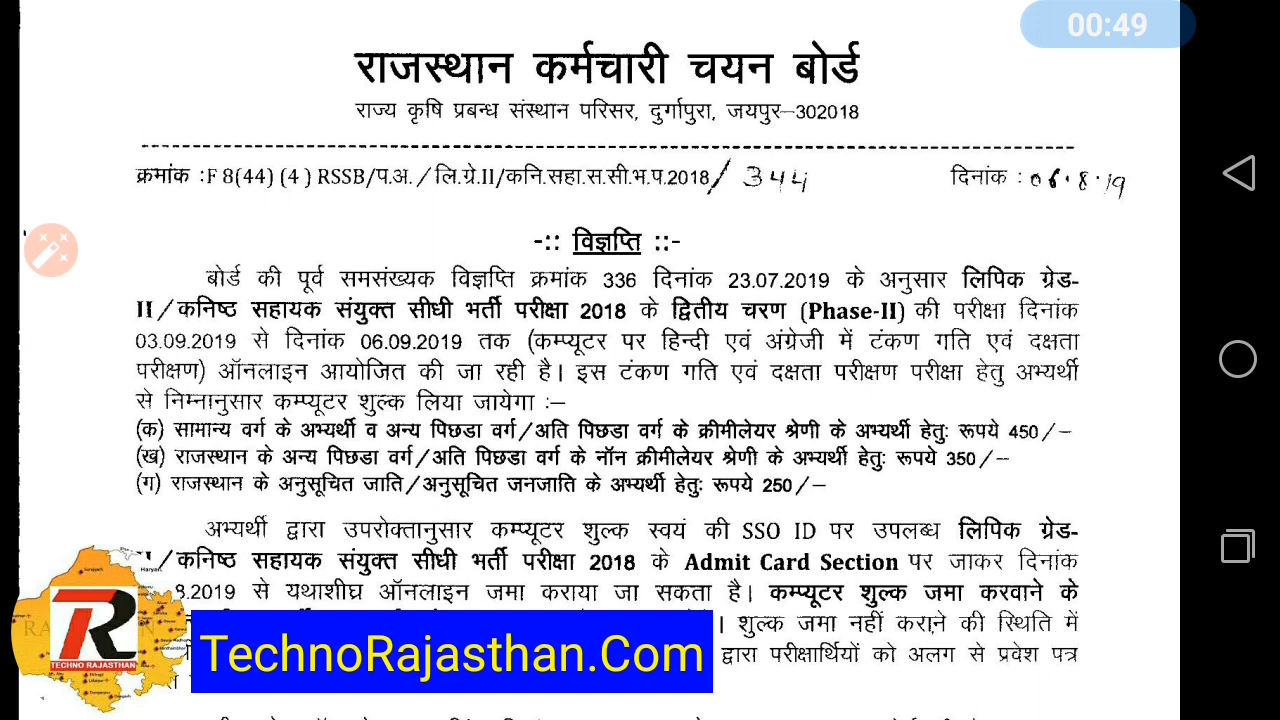 00:49
राजस्थान कर्मचारी चयन बोर्ड
राज्य कृषि प्रबन्ध संस्थान परिसर, दुर्गापुरा, जयपुर–302018
क्रमांक :F 8(44) (4) RSSB/प.अ./लि.ग्रे.II/कनि.सहा.स.सी.भ.प.2018/ 344 दिनांक : 06.8.19
-:: विज्ञप्ति ::-
बोर्ड की पूर्व समसंख्यक विज्ञप्ति क्रमांक 336 दिनांक 23.07.2019 के अनुसार लिपिक ग्रेड-
II/कनिष्ठ सहायक संयुक्त सीधी भर्ती परीक्षा 2018 के द्वितीय चरण (Phase-II) की परीक्षा दिनांक
03.09.2019 से दिनांक 06.09.2019 तक (कम्प्यूटर पर हिन्दी एवं अंग्रेजी में टंकण गति एवं दक्षता
परीक्षण) ऑनलाइन आयोजित की जा रही है। इस टंकण गति एवं दक्षता परीक्षण परीक्षा हेतु अभ्यर्थी
से निम्नानुसार कम्प्यूटर शुल्क लिया जायेगा :–
(क) सामान्य वर्ग के अभ्यर्थी व अन्य पिछडा वर्ग/अति पिछडा वर्ग के क्रीमीलेयर श्रेणी के अभ्यर्थी हेतुः रूपये 450/–
(ख) राजस्थान के अन्य पिछडा वर्ग/अति पिछडा वर्ग के नॉन क्रीमीलेयर श्रेणी के अभ्यर्थी हेतुः रूपये 350/–
(ग) राजस्थान के अनुसूचित जाति/अनुसूचित जनजाति के अभ्यर्थी हेतुः रूपये 250/–
अभ्यर्थी द्वारा उपरोक्तानुसार कम्प्यूटर शुल्क स्वयं की SSO ID पर उपलब्ध लिपिक ग्रेड-
/कनिष्ठ सहायक संयुक्त सीधी भर्ती परीक्षा 2018 के Admit Card Section पर जाकर दिनांक
8.2019 से यथाशीघ्र ऑनलाइन जमा कराया जा सकता है। कम्प्यूटर शुल्क जमा करवाने के
। शुल्क जमा नहीं कराने की स्थिति में
द्वारा परीक्षार्थियों को अलग से प्रवेश पत्र
TR
TECHNO RAJASTHAN
TechnoRajasthan.Com